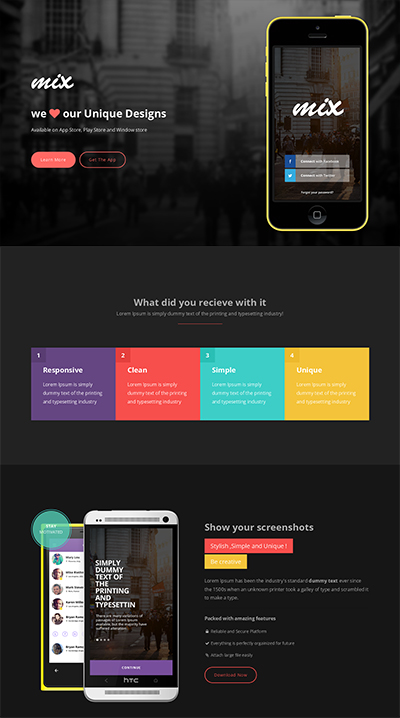 mix
we our Unique Designs
Available on App Store, Play Store and Window store
Learn More
Get The App
mix
Connect with Facebook
Connect with Twitter
Forgot your password?
What did you recieve with it
Lorem Ipsum is simply dummy text of the printing and typesetting industry!
1
Responsive
Lorem Ipsum is simply
dummy text of the printing
and typesetting industry
2
Clean
Lorem Ipsum is simply
dummy text of the printing
and typesetting industry
3
Simple
Lorem Ipsum is simply
dummy text of the printing
and typesetting industry
4
Unique
Lorem Ipsum is simply
dummy text of the printing
and typesetting industry
STAY
MOTIVATED
SIMPLY
DUMMY
TEXT OF
THE
PRINTING
AND
TYPESETTIN
There are many variations of
passages of Lorem Ipsum
available, but the majority have
suffered alteration.
CONTINUE
hTC
Show your screenshots
Stylish ,Simple and Unique !
Be creative
Lorem Ipsum has been the industry's standard dummy text ever since
the 1500s when an unknown printer took a galley of type and scrambled it
to make a type.
Packed with amazing features
Reliable and Secure Platform
Everything is perfectly organized for future
Attach large file easily
Download Now